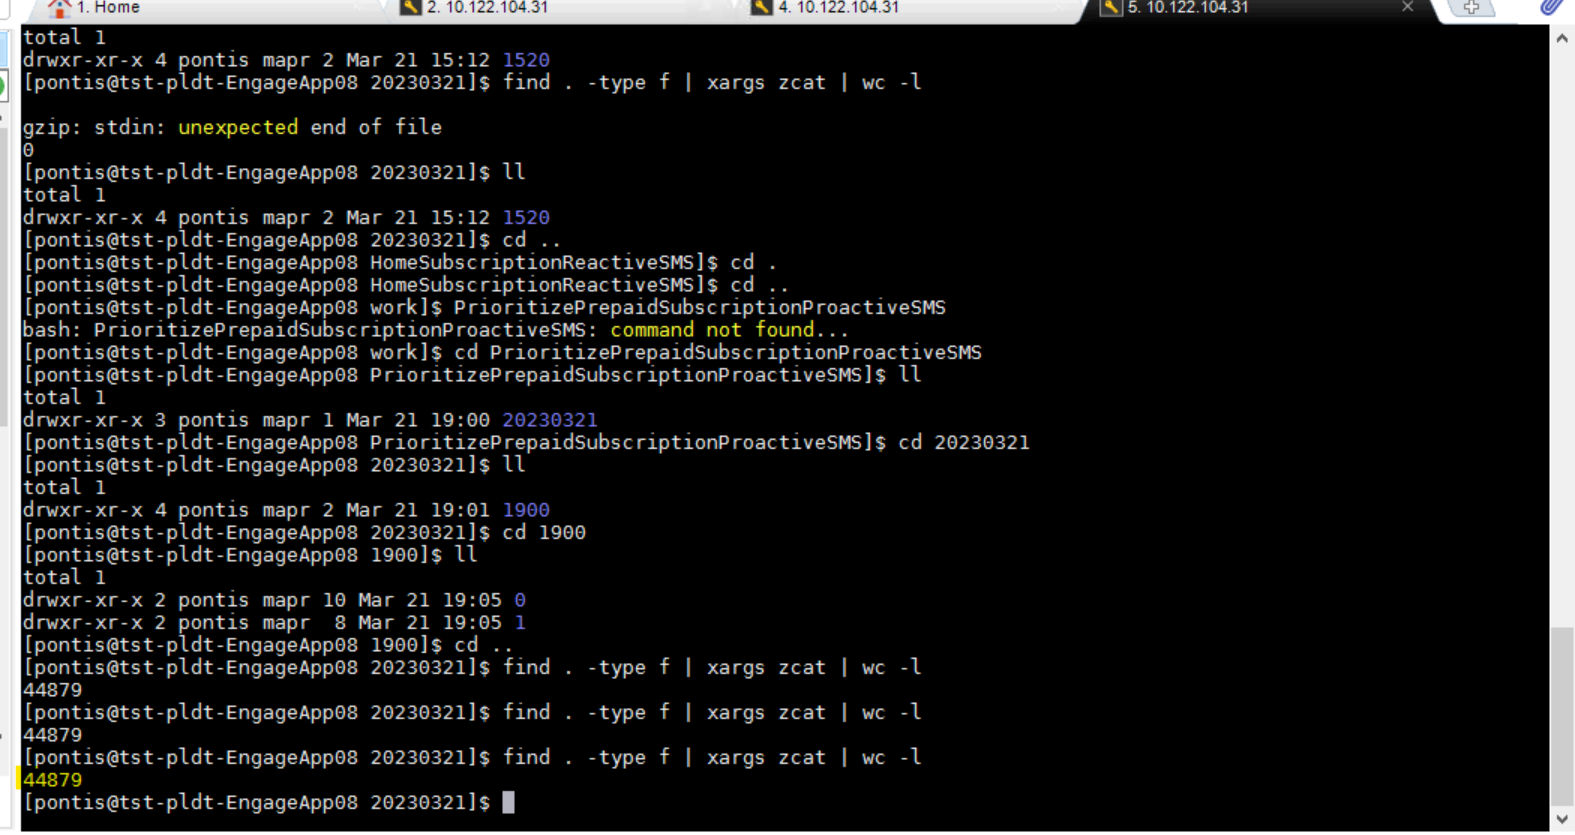 1. Home
2. 10.122.104.31
4. 10.122.104.31
5. 10.122.104.31
total 1
drwxr-xr-x 4 pontis mapr 2 Mar 21 15:12 1520
[pontis@tst-pldt-EngageApp08 20230321]$ find . -type f | xargs zcat | wc -l
gzip: stdin: unexpected end of file
0
[pontis@tst-pldt-EngageApp08 20230321]$ ll
total 1
drwxr-xr-x 4 pontis mapr 2 Mar 21 15:12 1520
[pontis@tst-pldt-EngageApp08 20230321]$ cd ..
[pontis@tst-pldt-EngageApp08 HomeSubscriptionReactiveSMS]$ cd .
[pontis@tst-pldt-EngageApp08 HomeSubscriptionReactiveSMS]$ cd ..
[pontis@tst-pldt-EngageApp08 work]$ PrioritizePrepaidSubscriptionProactiveSMS
bash: PrioritizePrepaidSubscriptionProactiveSMS: command not found...
[pontis@tst-pldt-EngageApp08 work]$ cd PrioritizePrepaidSubscriptionProactiveSMS
[pontis@tst-pldt-EngageApp08 PrioritizePrepaidSubscriptionProactiveSMS]$ ll
total 1
drwxr-xr-x 3 pontis mapr 1 Mar 21 19:00 20230321
[pontis@tst-pldt-EngageApp08 PrioritizePrepaidSubscriptionProactiveSMS]$ cd 20230321
[pontis@tst-pldt-EngageApp08 20230321]$ ll
total 1
drwxr-xr-x 4 pontis mapr 2 Mar 21 19:01 1900
[pontis@tst-pldt-EngageApp08 20230321]$ cd 1900
[pontis@tst-pldt-EngageApp08 1900]$ ll
total 1
drwxr-xr-x 2 pontis mapr 10 Mar 21 19:05 0
drwxr-xr-x 2 pontis mapr  8 Mar 21 19:05 1
[pontis@tst-pldt-EngageApp08 1900]$ cd ..
[pontis@tst-pldt-EngageApp08 20230321]$ find . -type f | xargs zcat | wc -l
44879
[pontis@tst-pldt-EngageApp08 20230321]$ find . -type f | xargs zcat | wc -l
44879
[pontis@tst-pldt-EngageApp08 20230321]$ find . -type f | xargs zcat | wc -l
44879
[pontis@tst-pldt-EngageApp08 20230321]$